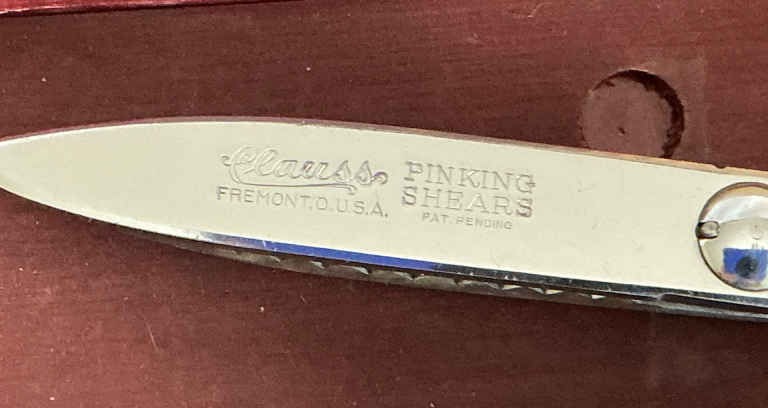 Clauss
FREMONT, O. U.S.A.
PINKING
SHEARS
PAT. PENDING